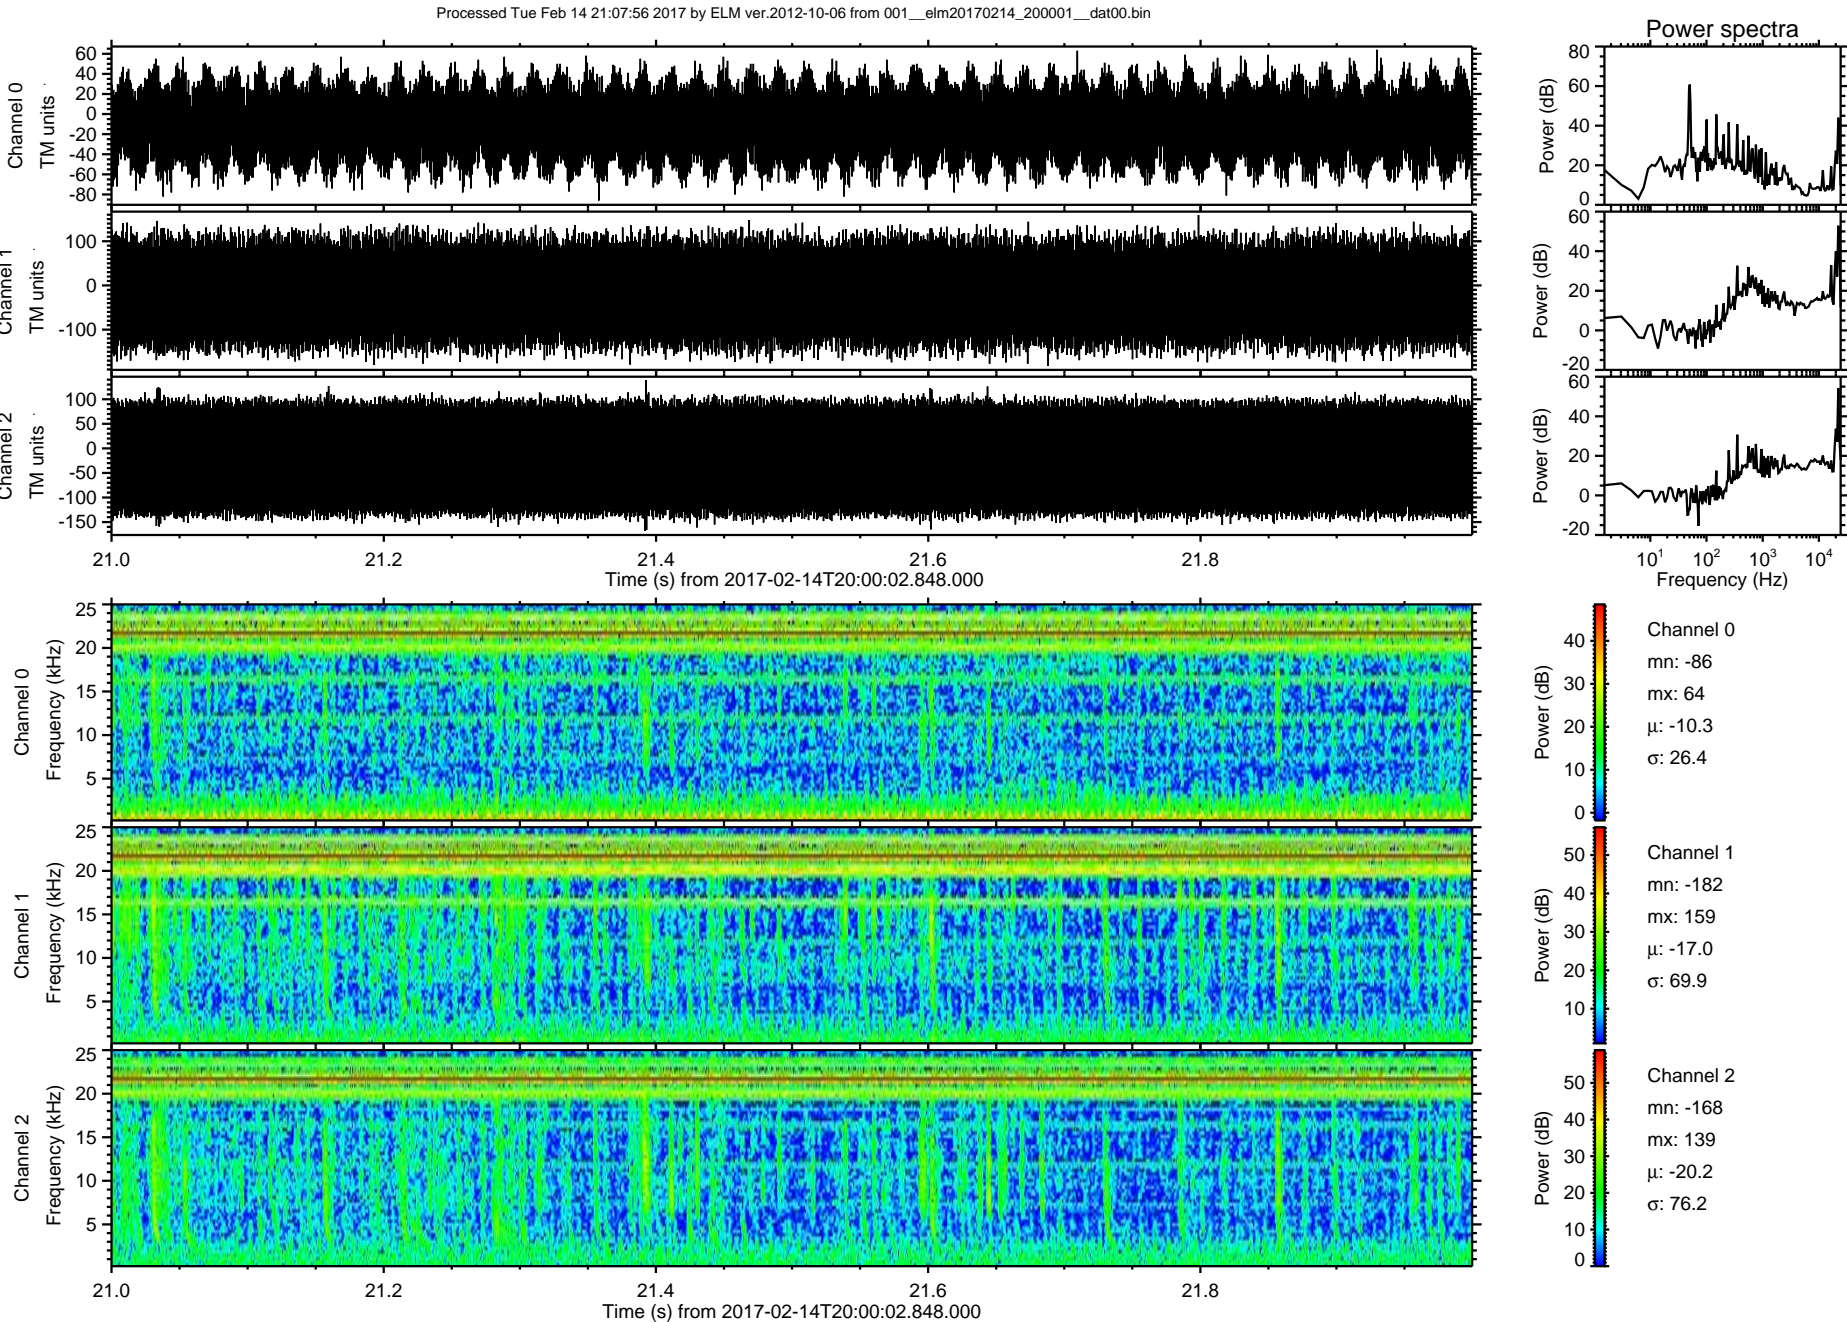 Processed Tue Feb 14 21:07:56 2017 by ELM ver.2012-10-06 from 001__elm20170214_200001__dat00.bin
Power spectra
Channel 0
TM units
60
40
20
0
-20
-40
-60
-80
Power (dB)
80
60
40
20
0
Channel 1
TM units
100
0
-100
Power (dB)
60
40
20
0
-20
Channel 2
TM units
100
50
0
-50
-100
-150
Power (dB)
60
40
20
0
-20
21.0 21.2 21.4 21.6 21.8
Time (s) from 2017-02-14T20:00:02.848.000
10¹ 10² 10³ 10⁴
Frequency (Hz)
Channel 0
Frequency (kHz)
25
20
15
10
5
Power (dB)
40
30
20
10
0
Channel 0
mn: -86
mx: 64
μ: -10.3
σ: 26.4
Channel 1
Frequency (kHz)
25
20
15
10
5
Power (dB)
50
40
30
20
10
Channel 1
mn: -182
mx: 159
μ: -17.0
σ: 69.9
Channel 2
Frequency (kHz)
25
20
15
10
5
Power (dB)
50
40
30
20
10
0
Channel 2
mn: -168
mx: 139
μ: -20.2
σ: 76.2
21.0 21.2 21.4 21.6 21.8
Time (s) from 2017-02-14T20:00:02.848.000